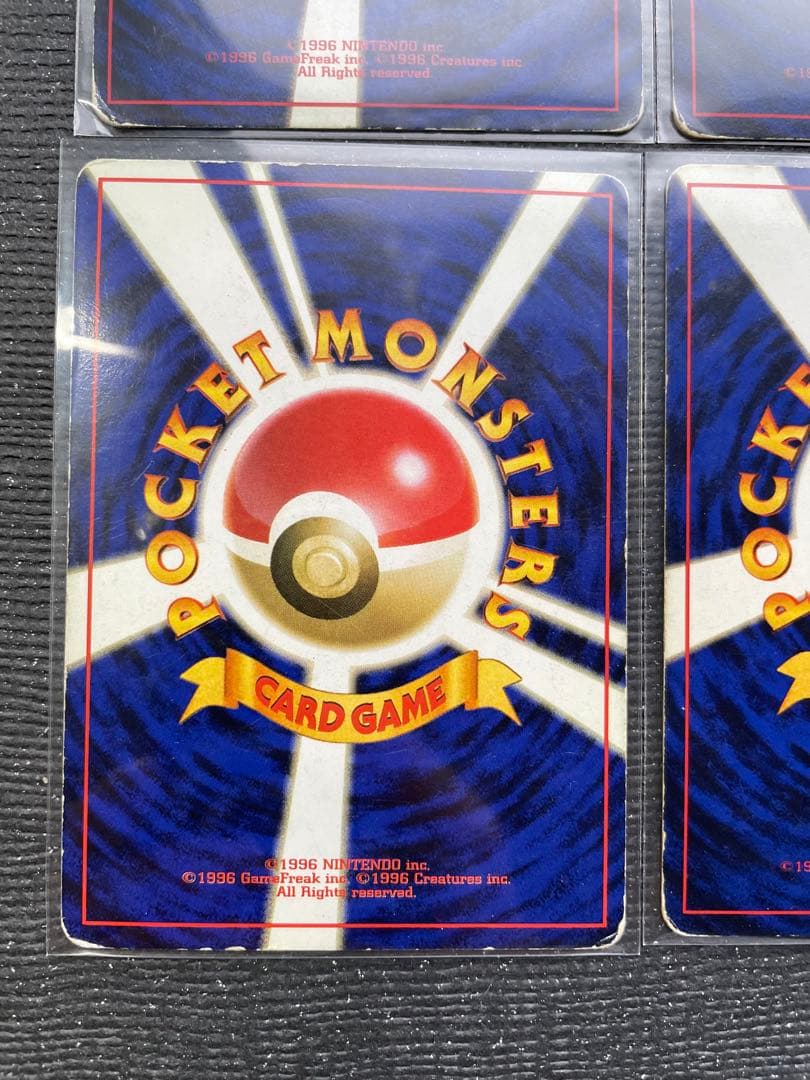 ©1996 NINTENDO inc.
©1996 GameFreak inc. ©1996 Creatures inc.
All Rights reserved.
POCKET MONSTERS
CARD GAME
©1996 NINTENDO inc.
©1996 GameFreak inc. ©1996 Creatures inc.
All Rights reserved.
POCKE